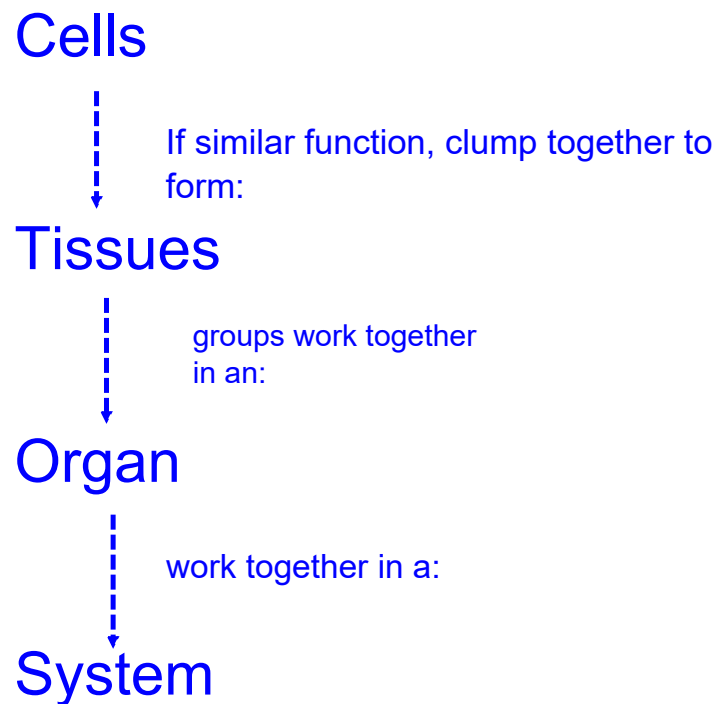 Cells
If similar function, clump together to
form:
Tissues
groups work together
in an:
Organ
work together in a:
System